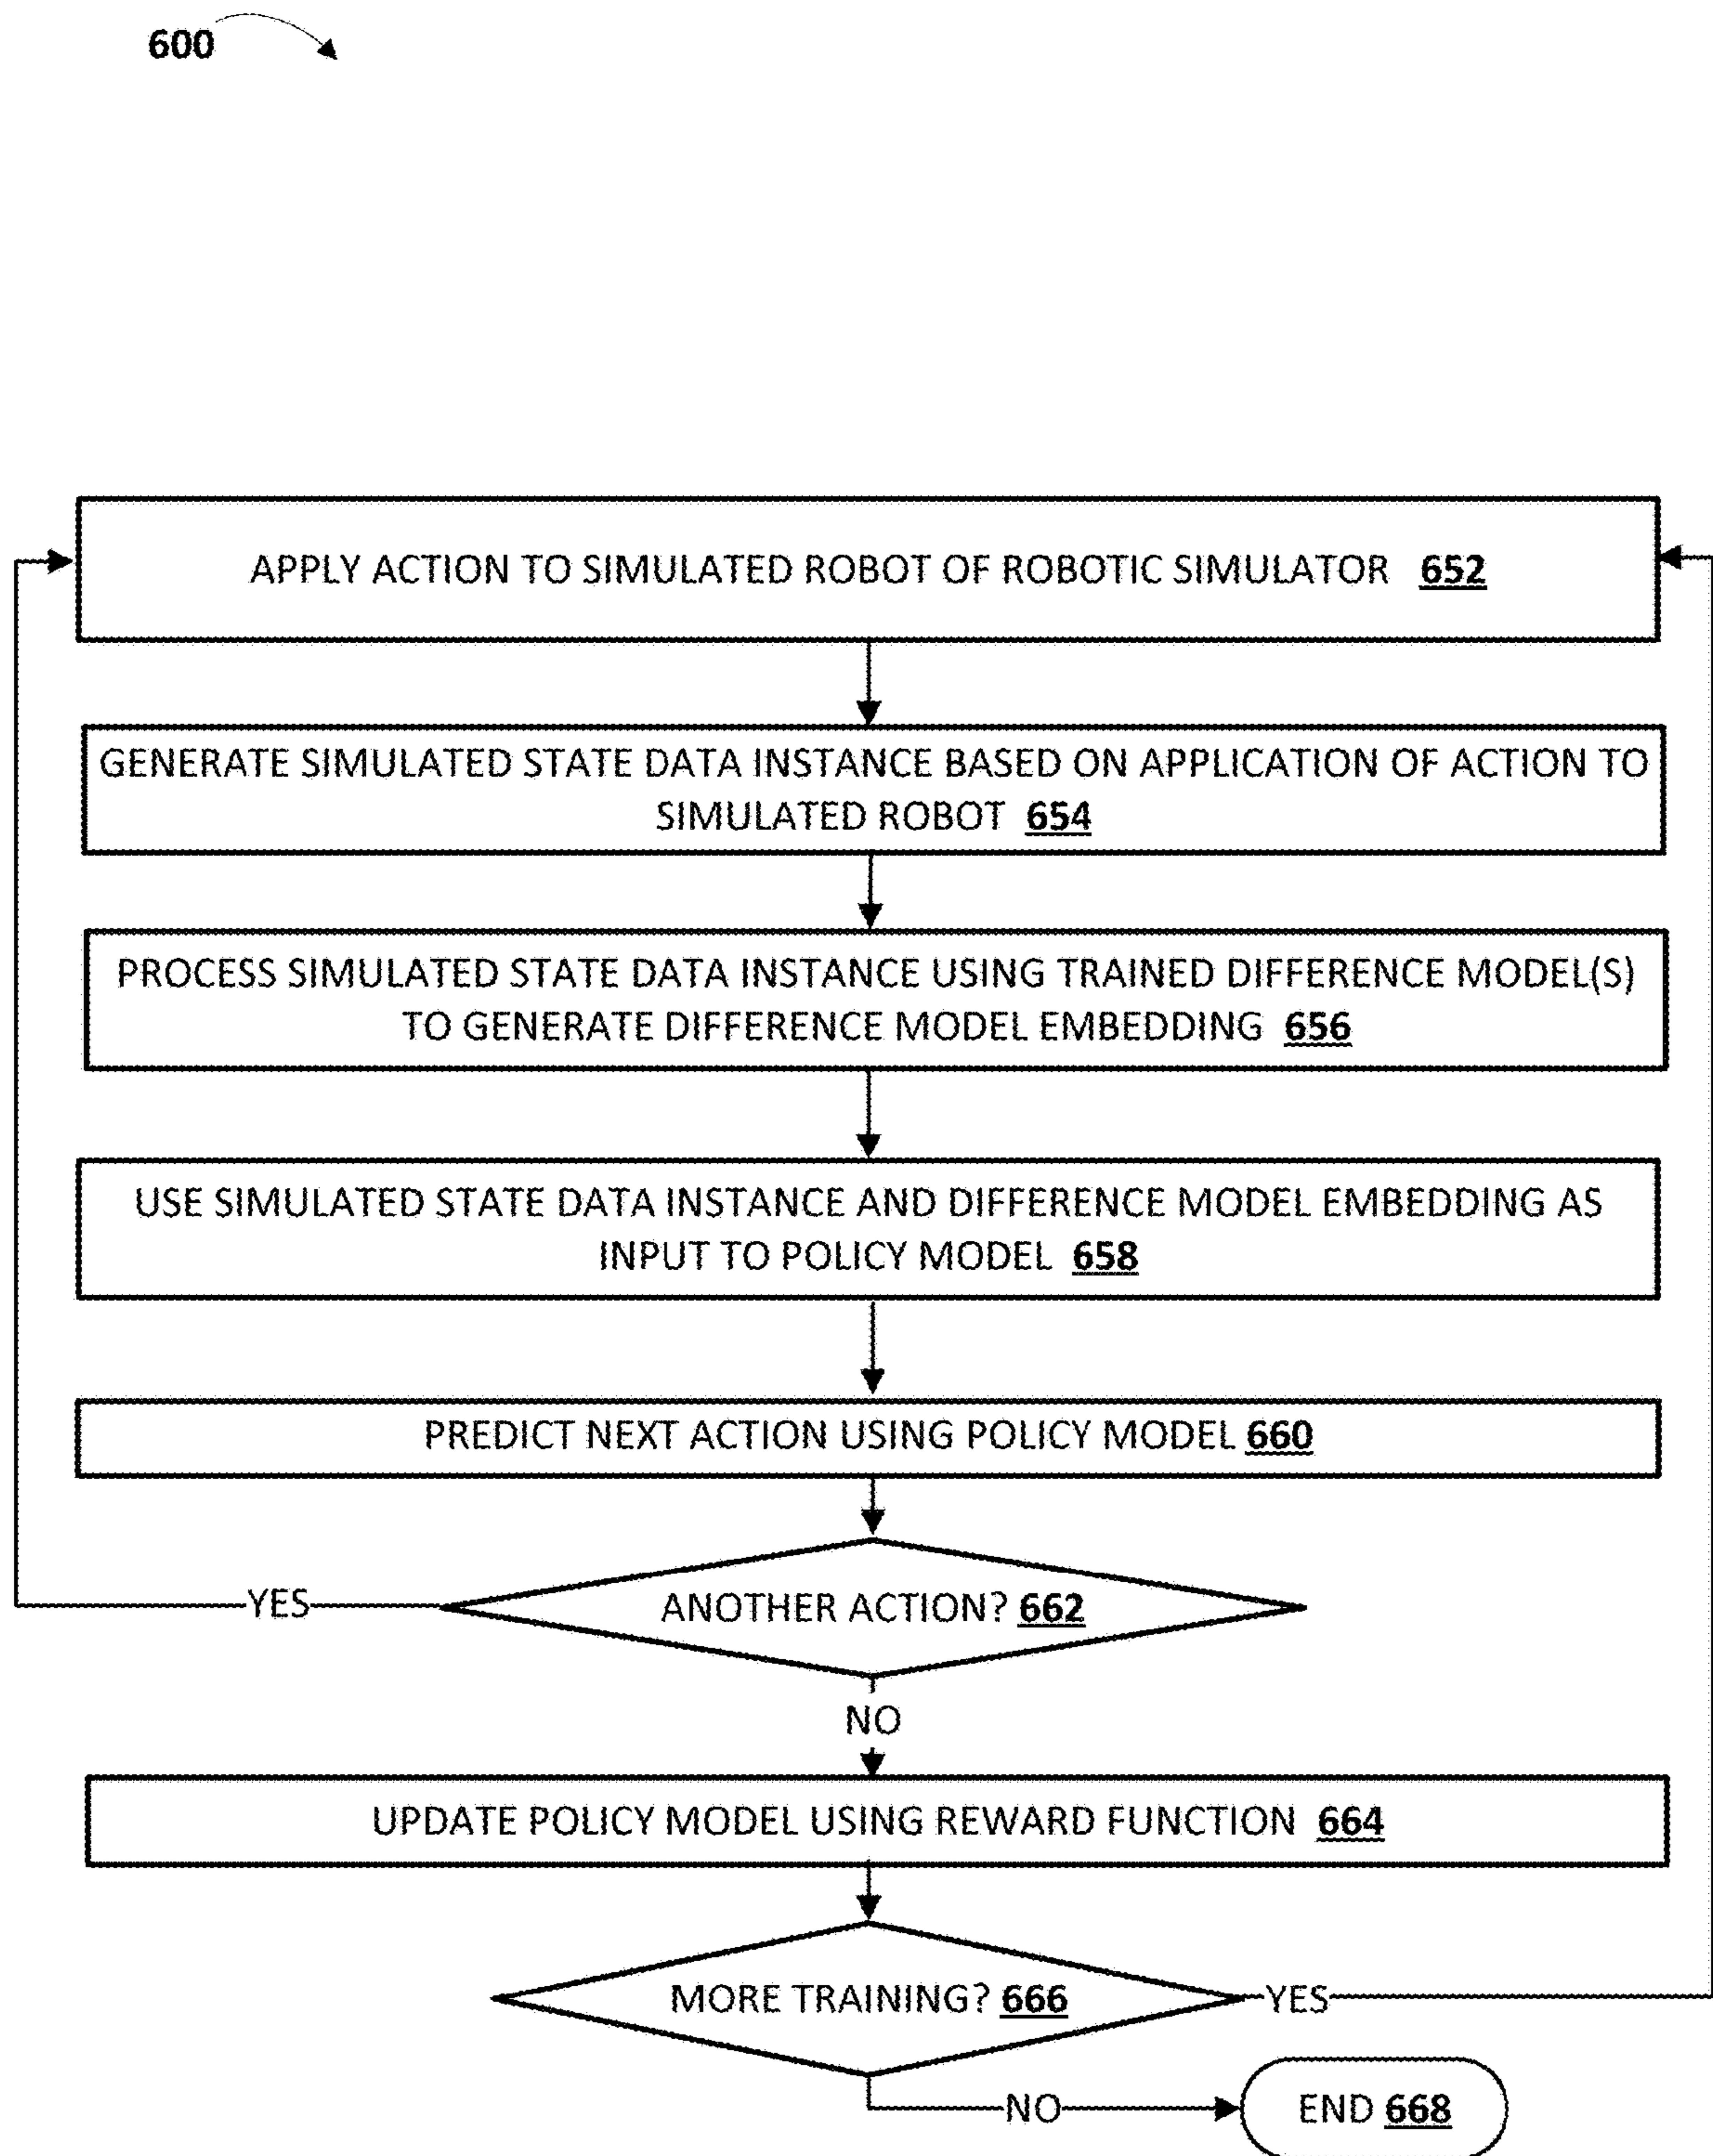 600
APPLY ACTION TO SIMULATED ROBOT OF ROBOTIC SIMULATOR 652
GENERATE SIMULATED STATE DATA INSTANCE BASED ON APPLICATION OF ACTION TO
SIMULATED ROBOT 654
PROCESS SIMULATED STATE DATA INSTANCE USING TRAINED DIFFERENCE MODEL(S)
TO GENERATE DIFFERENCE MODEL EMBEDDING 656
USE SIMULATED STATE DATA INSTANCE AND DIFFERENCE MODEL EMBEDDING AS
INPUT TO POLICY MODEL 658
PREDICT NEXT ACTION USING POLICY MODEL 660
YES
ANOTHER ACTION? 662
NO
UPDATE POLICY MODEL USING REWARD FUNCTION 664
MORE TRAINING? 666
YES
NO
END 668